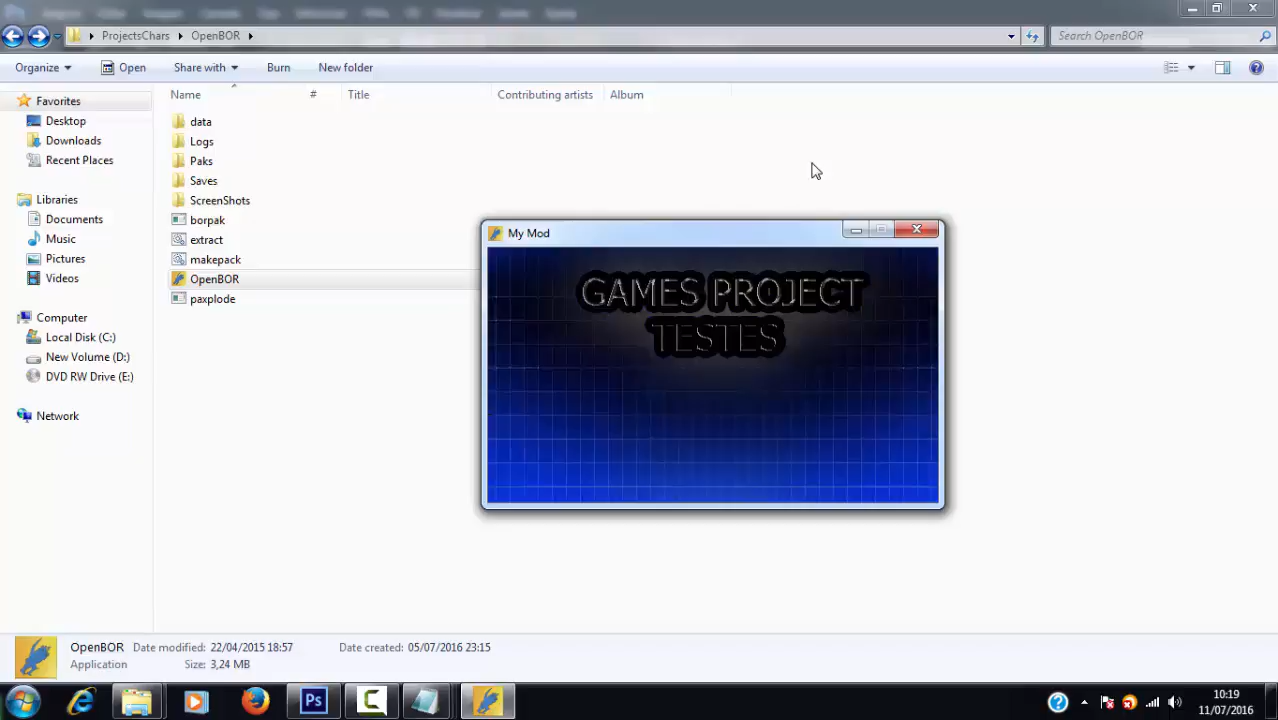 ProjectsChars
OpenBOR
Search OpenBOR
Organize
Open
Share with
Burn
New folder
Name
#
Title
Contributing artists
Album
Favorites
Desktop
Downloads
Recent Places
Libraries
Documents
Music
Pictures
Videos
Computer
Local Disk (C:)
New Volume (D:)
DVD RW Drive (E:)
Network
data
Logs
Paks
Saves
ScreenShots
borpak
extract
makepack
OpenBOR
paxplode
My Mod
GAMES PROJECT
TESTES
OpenBOR Date modified: 22/04/2015 18:57 Date created: 05/07/2016 23:15
Application Size: 3,24 MB
Ps
10:19
11/07/2016